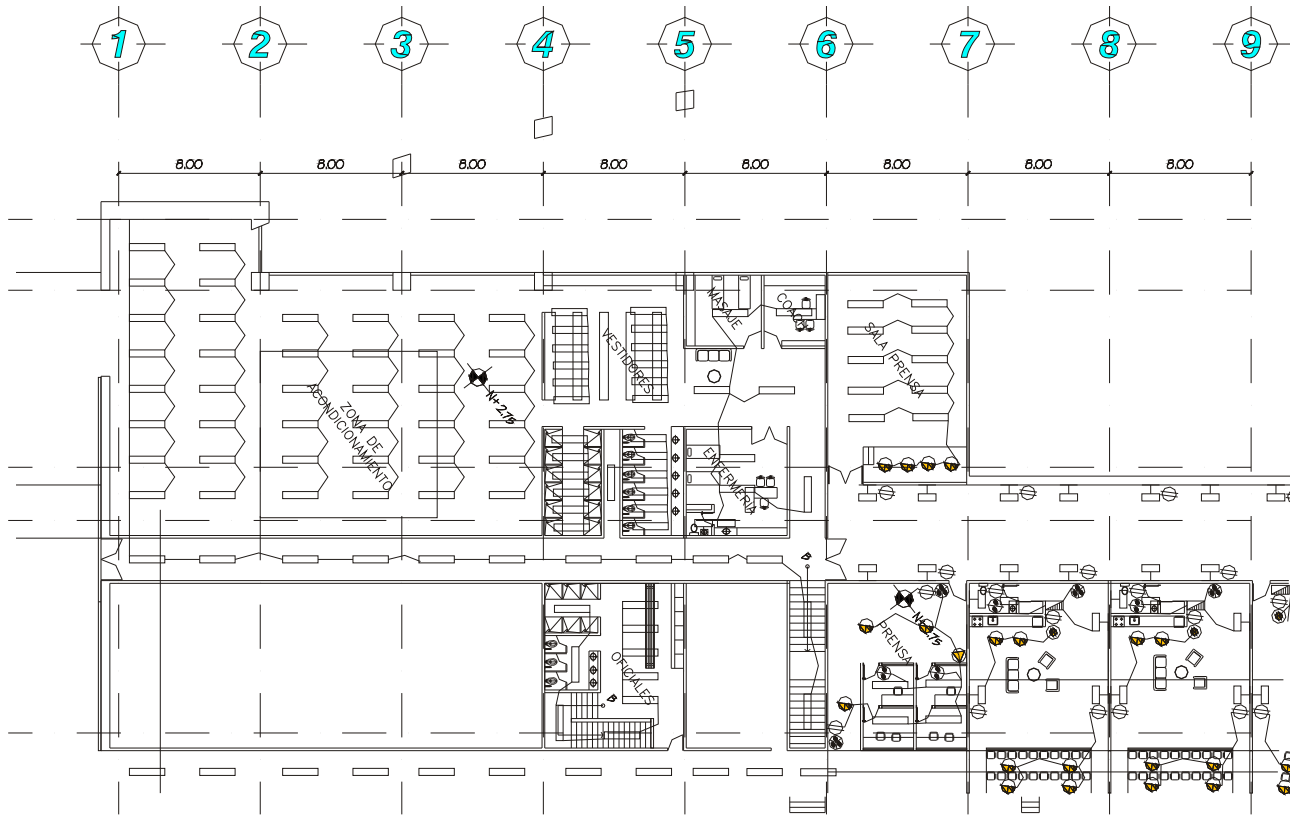 1 2 3 4 5 6 7 8 9
8.00 8.00 8.00 8.00 8.00 8.00 8.00 8.00
MASAJE
COACH
VESTIDORES
SALA PRENSA
ZONA DE
ACONDICIONAMIENTO
N+2.75
ENFERMERIA
B
PRENSA
N+2.75
OFICIALES
B